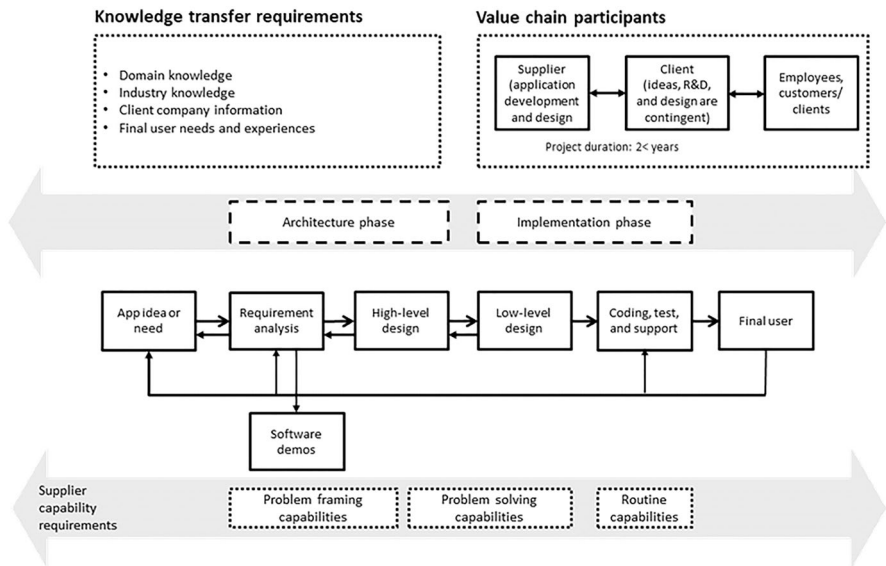 Knowledge transfer requirements
• Domain knowledge
• Industry knowledge
• Client company information
• Final user needs and experiences
Value chain participants
Supplier
(application
development
and design
Client
(ideas, R&D,
and design are
contingent)
Employees,
customers/
clients
Project duration: 2< years
Architecture phase
Implementation phase
App idea or
need
Requirement
analysis
High-level
design
Low-level
design
Coding, test,
and support
Final user
Software
demos
Supplier
capability
requirements
Problem framing
capabilities
Problem solving
capabilities
Routine
capabilities